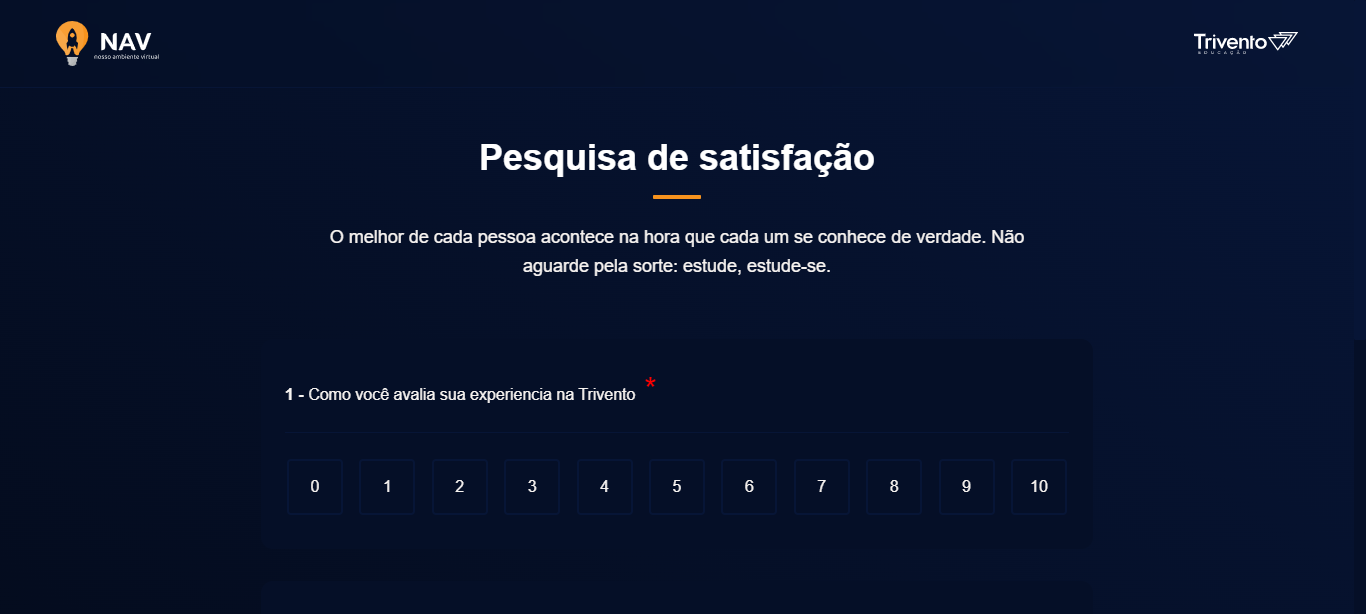 NAV
nosso ambiente virtual
Trivento
EDUCAÇÃO
Pesquisa de satisfação
O melhor de cada pessoa acontece na hora que cada um se conhece de verdade. Não
aguarde pela sorte: estude, estude-se.
1 - Como você avalia sua experiencia na Trivento *
0 1 2 3 4 5 6 7 8 9 10